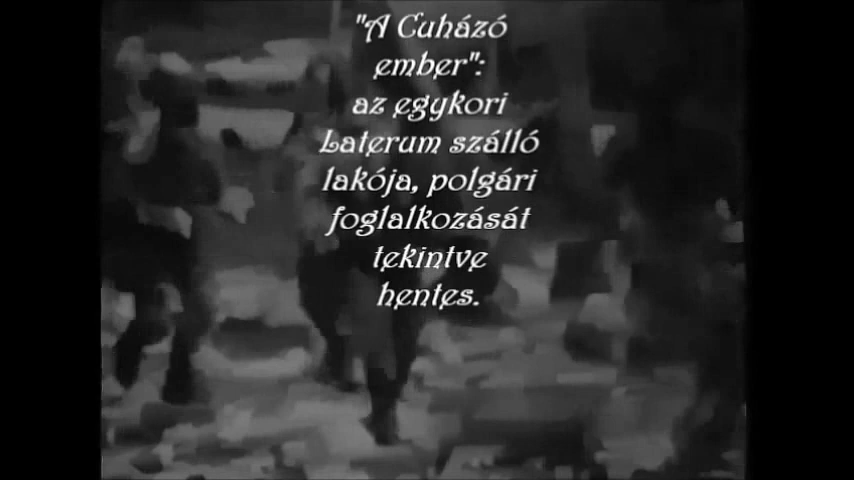 "A Cuházó
ember":
az egykori
Laterum szálló
lakója, polgári
foglalkozását
tekintve
hentes.